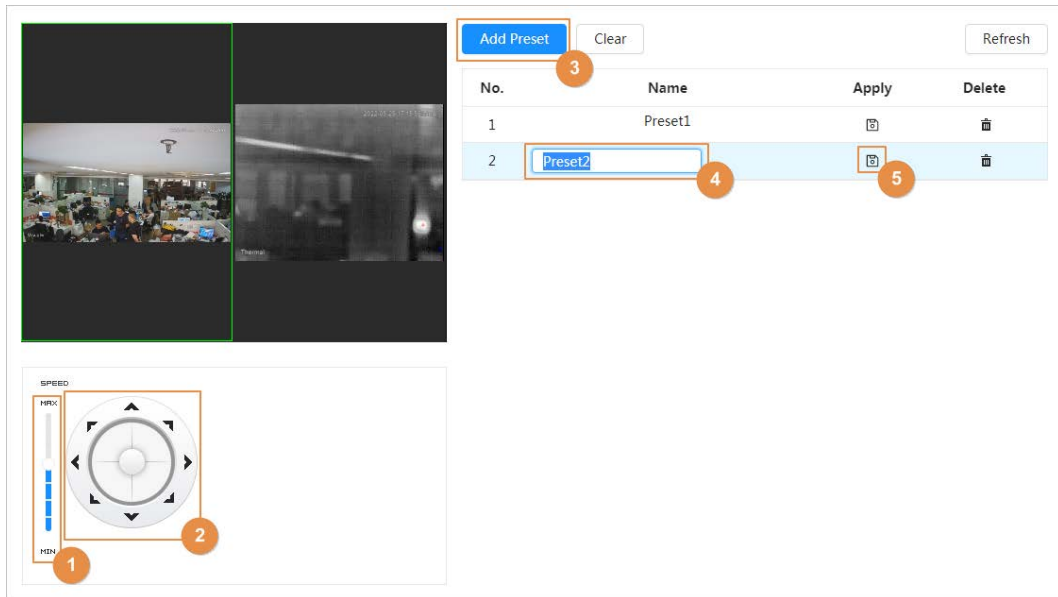 Add Preset
Clear
Refresh
3
No. Name Apply Delete
1 Preset1
2 Preset2
4
5
Thermal
SPEED
MAX
MIN
1
2